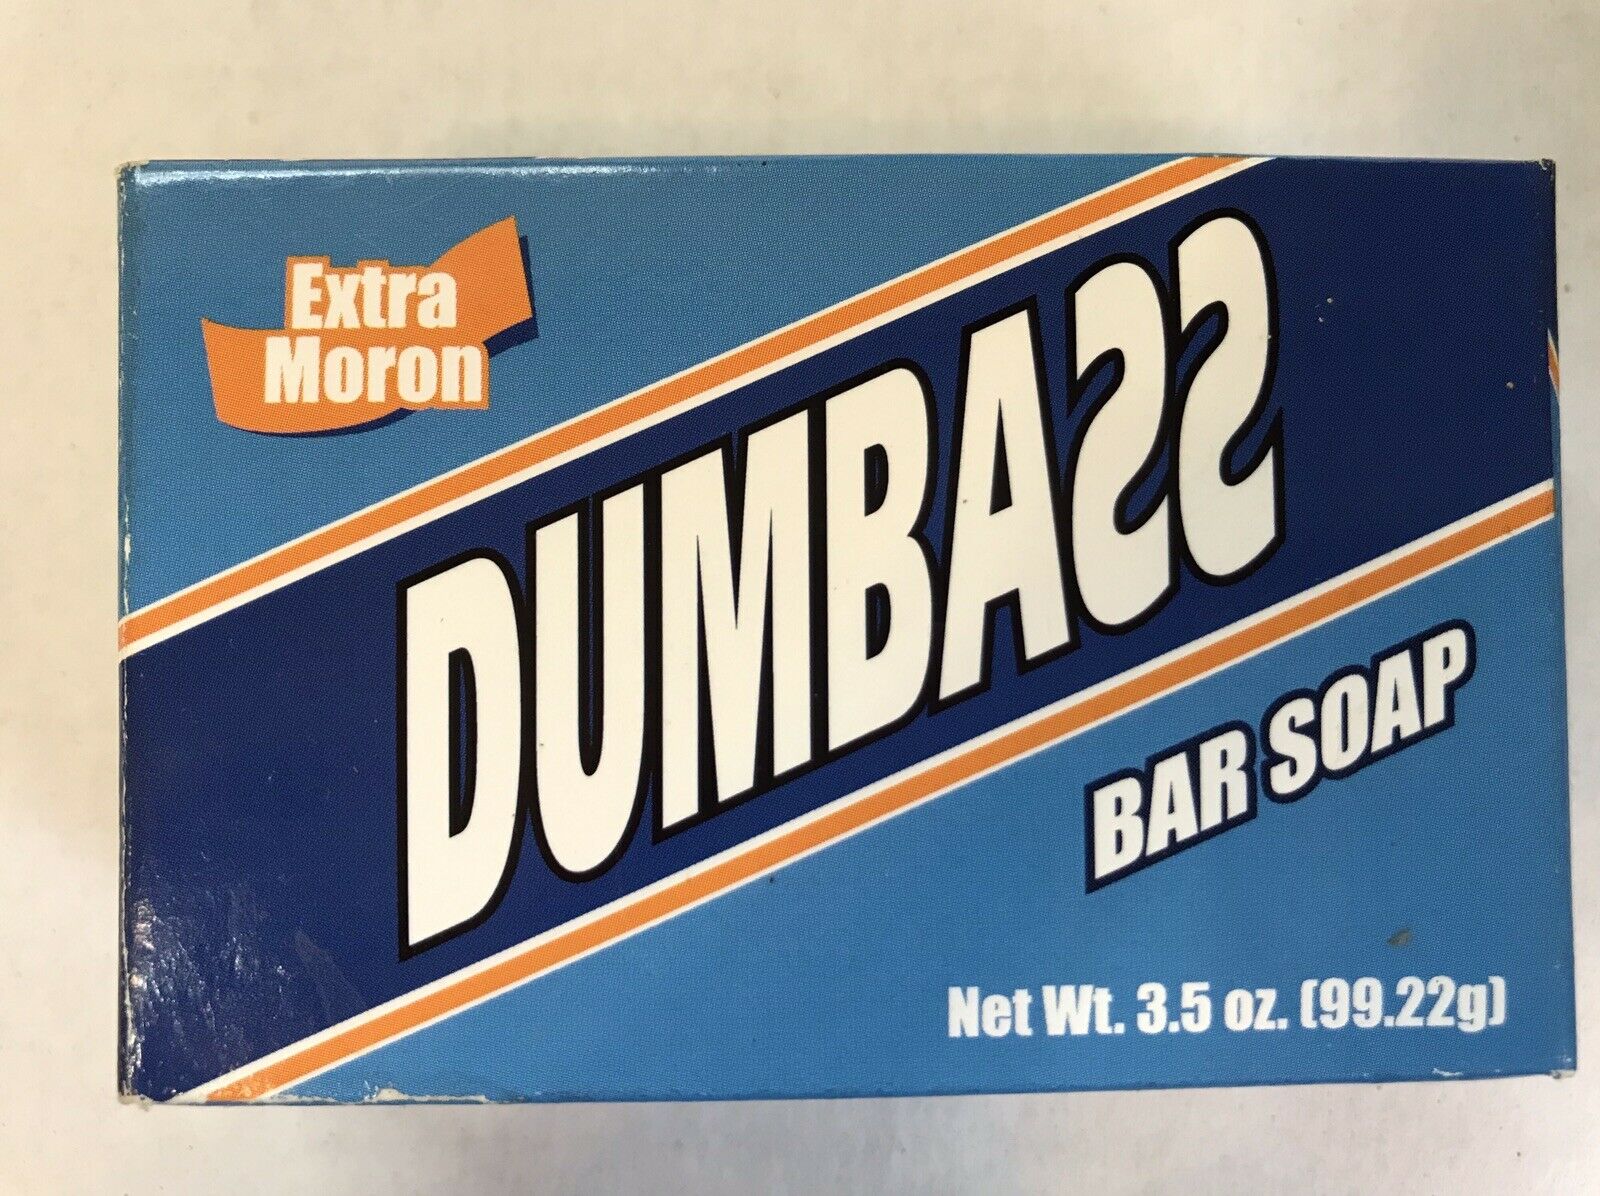 Extra
Moron
DUMBASS
BAR SOAP
Net Wt. 3.5 oz. (99.22g)